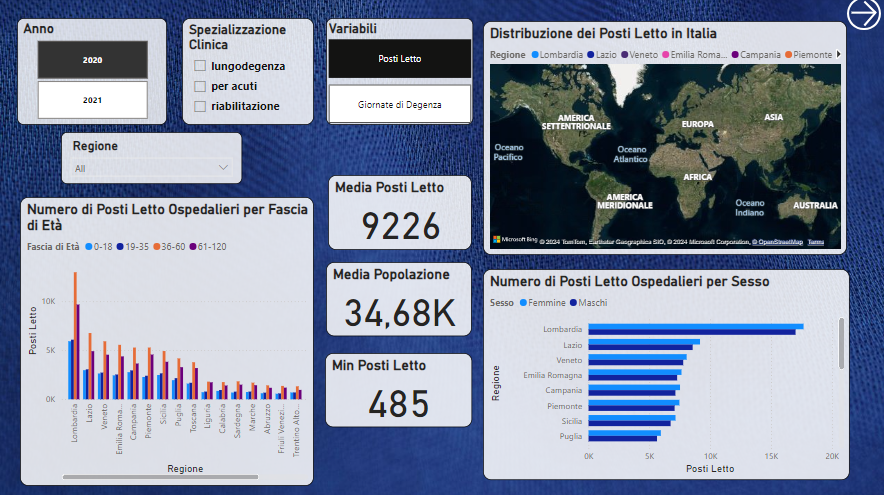 Anno
2020
2021
Spezializzazione
Clinica
lungodegenza
per acuti
riabilitazione
Variabili
Posti Letto
Giornate di Degenza
Regione
All
Numero di Posti Letto Ospedalieri per Fascia
di Età
Fascia di Età 0-18 19-35 36-60 61-120
Posti Letto
10K
5K
0K
Lombardia
Lazio
Veneto
Emilia Roma...
Campania
Piemonte
Sicilia
Puglia
Toscana
Liguria
Calabria
Sardegna
Marche
Abruzzo
Friuli Venezi...
Trentino Alto...
Regione
Media Posti Letto
9226
Media Popolazione
34,68K
Min Posti Letto
485
Distribuzione dei Posti Letto in Italia
Regione Lombardia Lazio Veneto Emilia Roma... Campania Piemonte
AMERICA
SETTENTRIONALE
EUROPA
ASIA
Oceano
Pacifico
Oceano
Atlantico
AFRICA
AMERICA
MERIDIONALE
Oceano
Indiano
AUSTRALIA
Microsoft Bing
© 2024 TomTom, Earthstar Geographics SIO, © 2024 Microsoft Corporation, © OpenStreetMap Terms
Numero di Posti Letto Ospedalieri per Sesso
Sesso Femmine Maschi
Regione
Lombardia
Lazio
Veneto
Emilia Romagna
Campania
Piemonte
Sicilia
Puglia
0K 5K 10K 15K 20K
Posti Letto